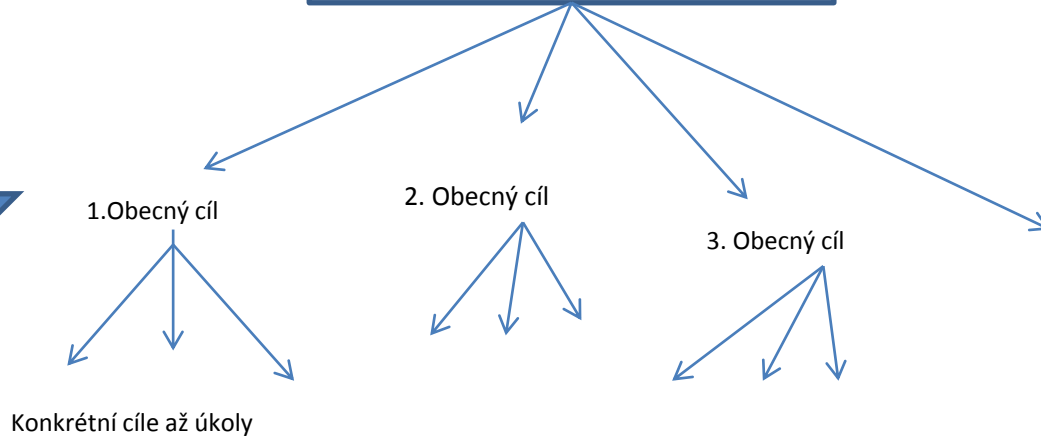 1.Obecný cíl
2. Obecný cíl
3. Obecný cíl
Konkrétní cíle až úkoly